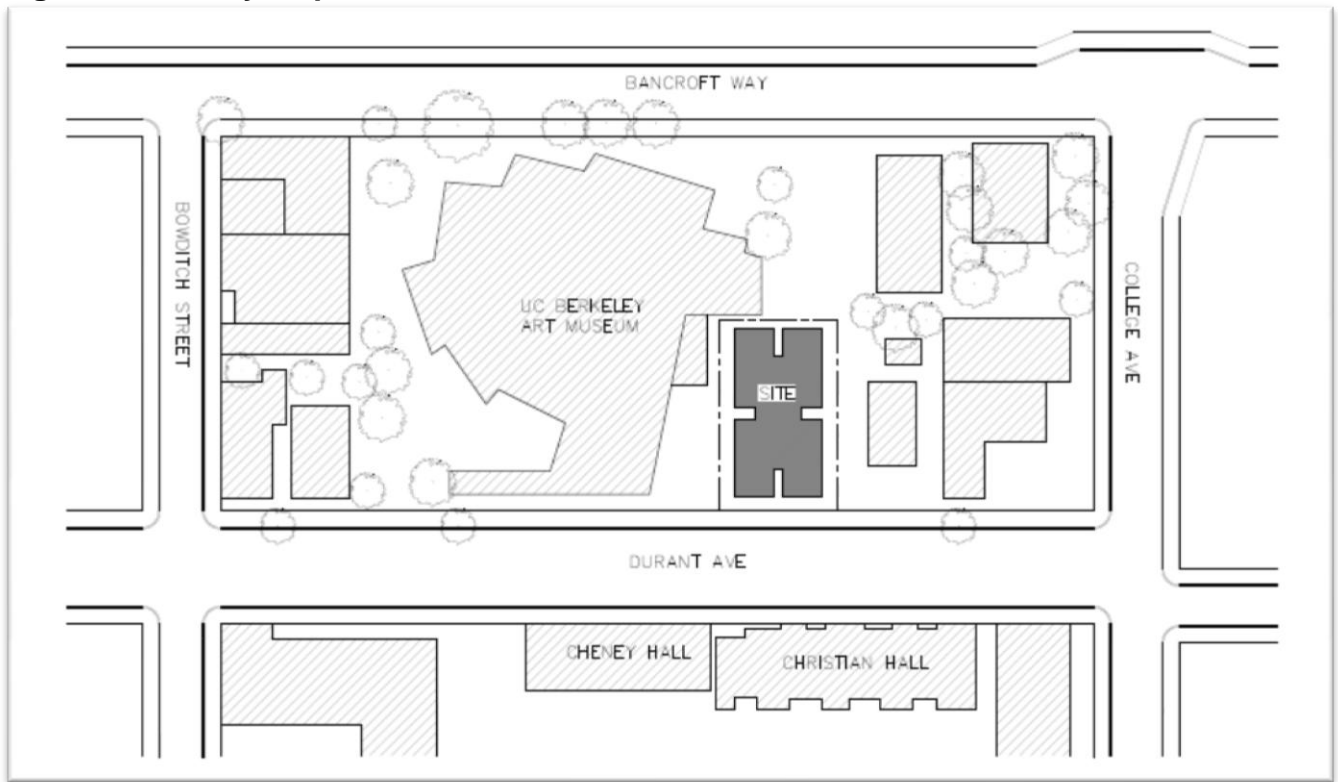 BANCROFT WAY
BOWDITCH STREET
UC BERKELEY
ART MUSEUM
COLLEGE AVE
SITE
DURANT AVE
CHENEY HALL
CHRISTIAN HALL